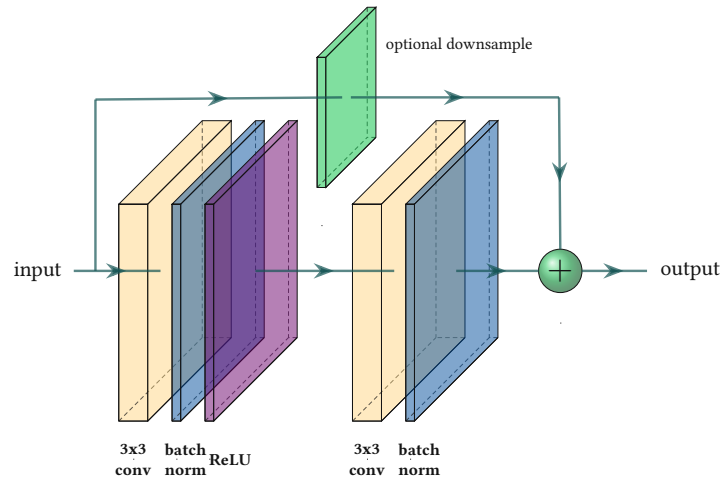 optional downsample
input
+
output
3x3
conv
batch
norm
ReLU
3x3
conv
batch
norm